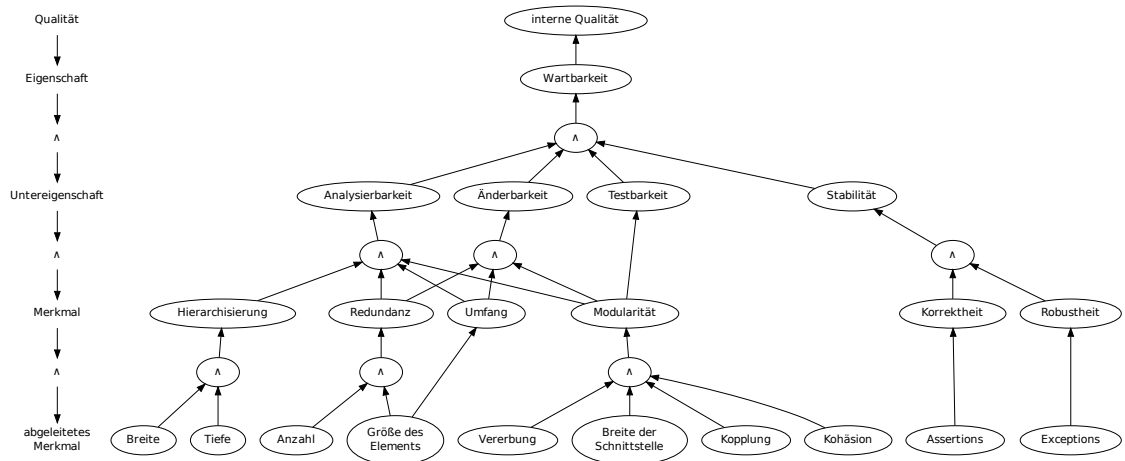 Qualität
interne Qualität
Eigenschaft
Wartbarkeit
∧
∧
Untereigenschaft
Analysierbarkeit
Änderbarkeit
Testbarkeit
Stabilität
∧
∧
∧
∧
Merkmal
Hierarchisierung
Redundanz
Umfang
Modularität
Korrektheit
Robustheit
∧
∧
∧
∧
abgeleitetes
Merkmal
Breite
Tiefe
Anzahl
Größe des
Elements
Vererbung
Breite der
Schnittstelle
Kopplung
Kohäsion
Assertions
Exceptions